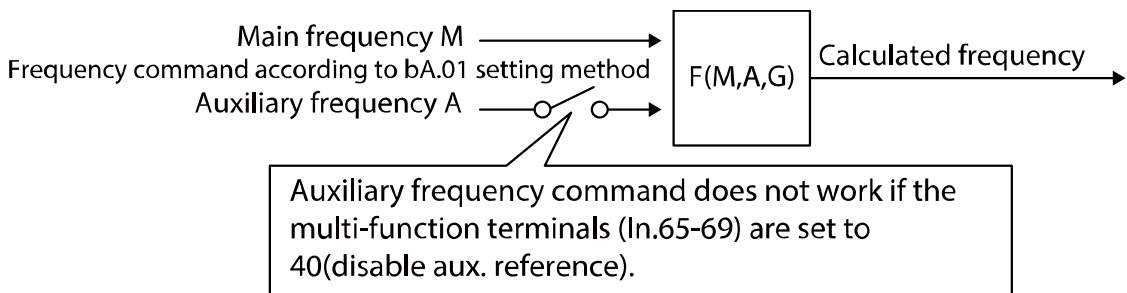 Main frequency M
Frequency command according to bA.01 setting method
Auxiliary frequency A
F(M,A,G)
Calculated frequency
Auxiliary frequency command does not work if the
multi-function terminals (In.65-69) are set to
40(disable aux. reference).